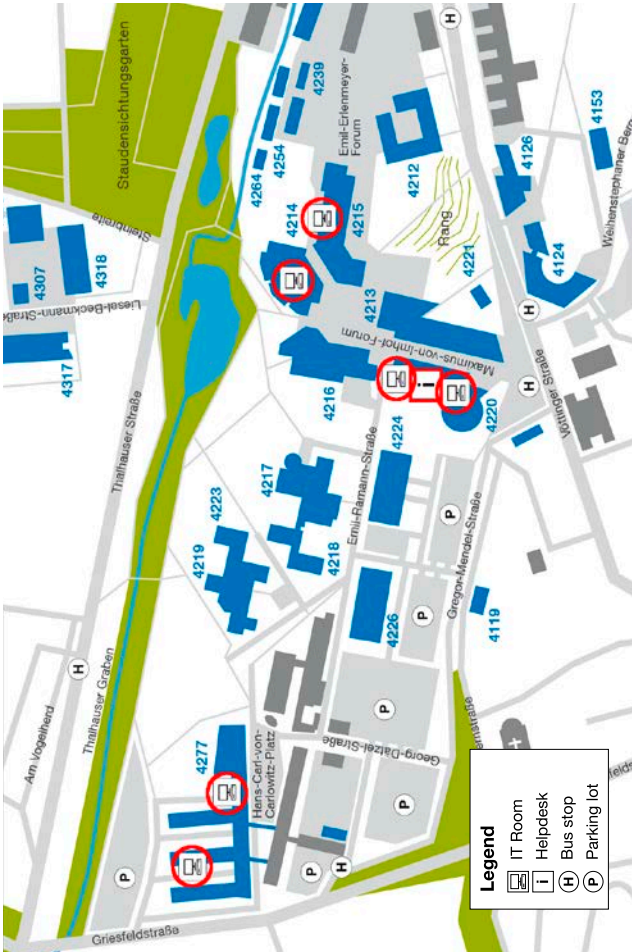 Staudensichtungsgarten
Steinbreite
4307
4318
Liesel-Beckmann-Straße
4317
Thalhauser Straße
Am Vogelherd
Thalhauser Graben
Griesfeldstraße
4239
4254
4264
Emil-Erlenmeyer-
Forum
4214
4215
4212
Rang
4221
4213
Maximus-von-Imhof-Forum
4216
4220
4224
Emil-Ramann-Straße
4217
4218
4223
4219
4226
4119
Gregor-Mendel-Straße
Georg-Dätzel-Straße
4277
Hans-Carl-von-
Carlowitz-Platz
4153
4126
4124
Weihenstephaner Berg
Vöttinger Straße
H
H
H
H
H
P
P
P
P
P
P
P
i
Legend
IT Room
i Helpdesk
H Bus stop
P Parking lot